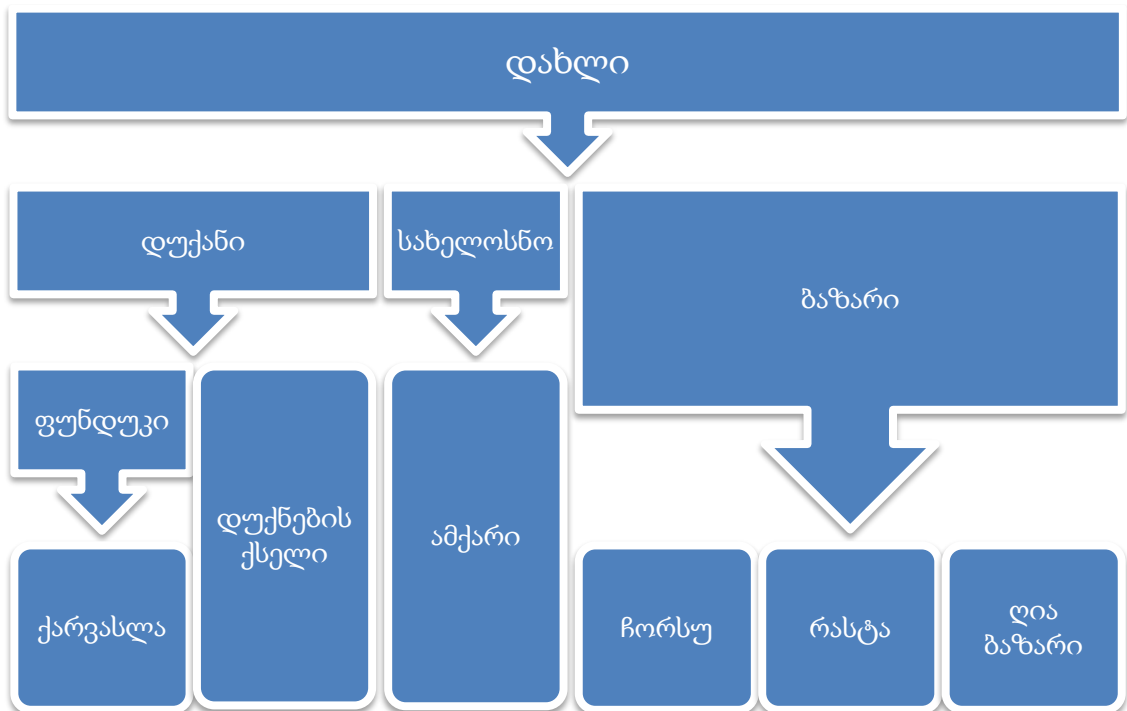 დახლი
დუქანი
სახელოსნო
ბაზარი
ფუნდუკი
დუქნების
ქსელი
ამქარი
ქარვასლა
ჩორსუ
რასტა
ღია
ბაზარი